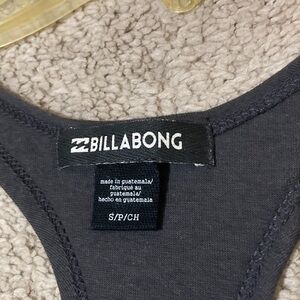 BILLABONG
made in guatemala/
fabriqué au
guatemala/
hecho en guatemala
S/P/CH